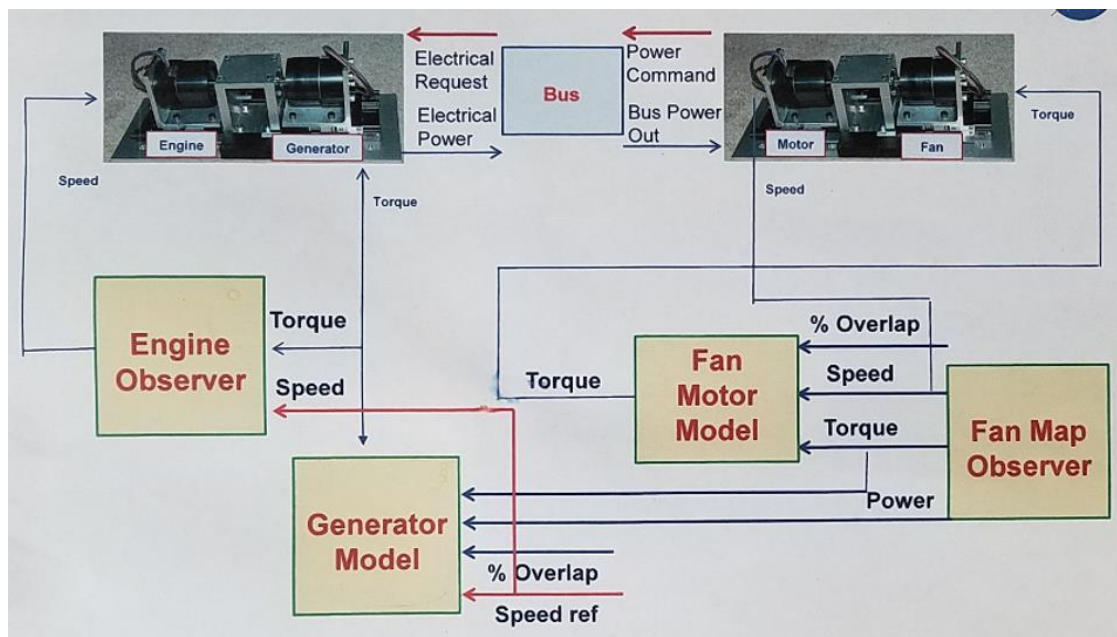 Electrical
Request
Bus
Power
Command
Electrical
Power
Bus Power
Out
Engine
Generator
Motor
Fan
Torque
Speed
Torque
Speed
Engine
Observer
Torque
Speed
Torque
Fan
Motor
Model
% Overlap
Speed
Torque
Fan Map
Observer
Generator
Model
Power
% Overlap
Speed ref